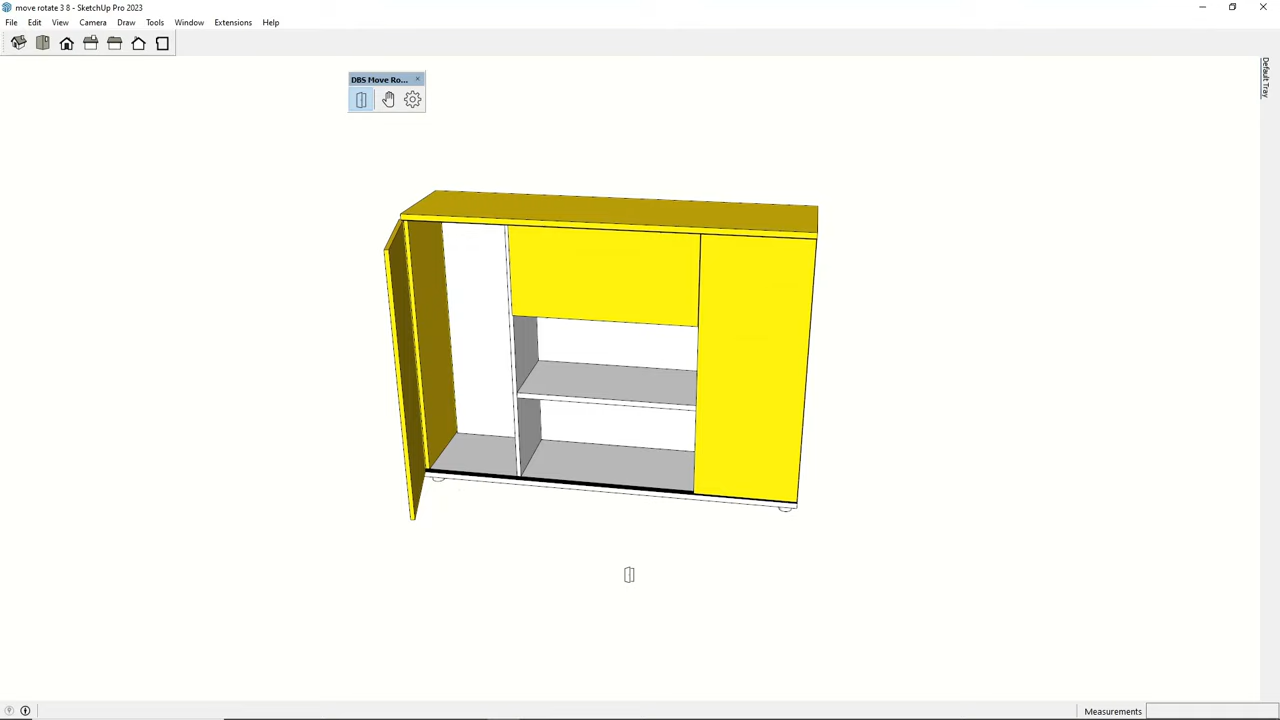 move rotate 3 8 - SketchUp Pro 2023
File Edit View Camera Draw Tools Window Extensions Help
Default Tray
DBS Move Ro...
Measurements